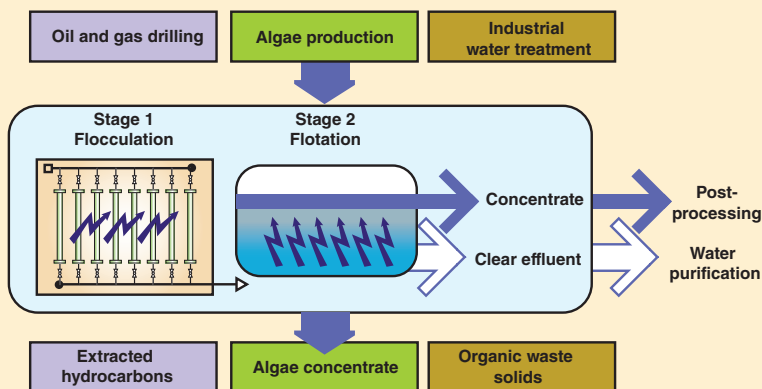 Oil and gas drilling
Algae production
Industrial
water treatment
Stage 1
Flocculation
Stage 2
Flotation
Concentrate
Post-
processing
Clear effluent
Water
purification
Extracted
hydrocarbons
Algae concentrate
Organic waste
solids